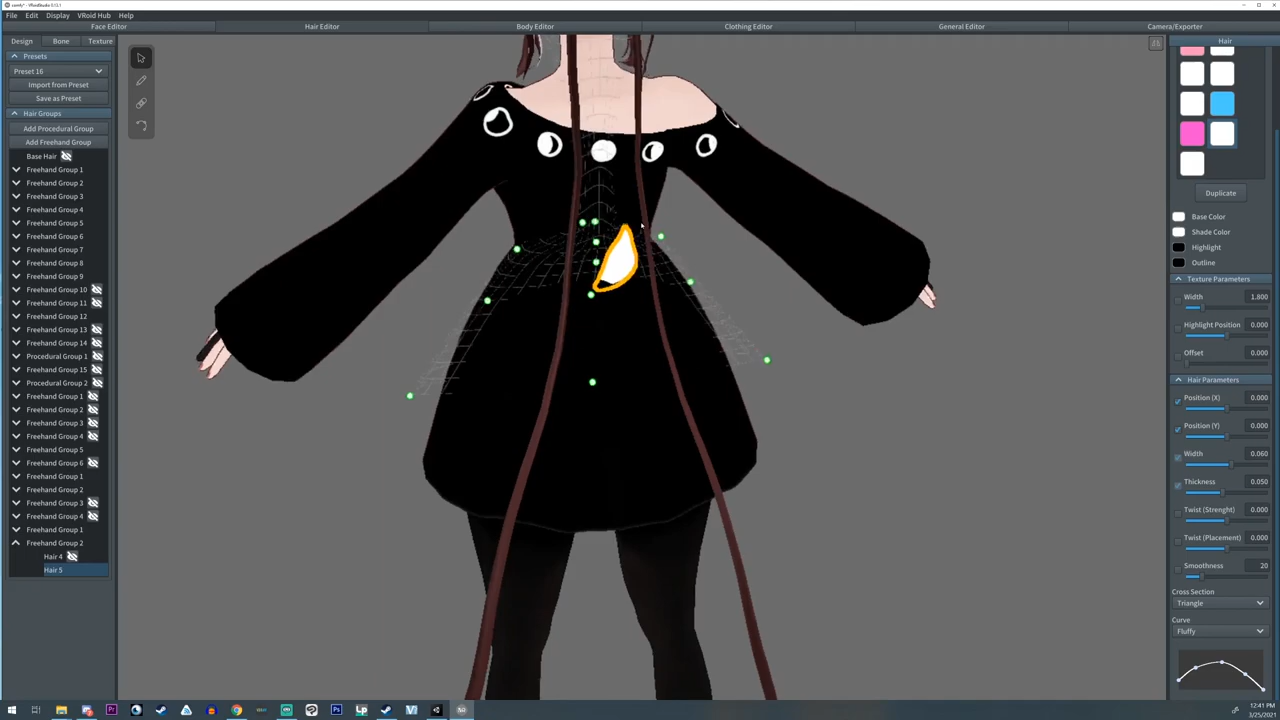 comfy* - VRoidStudio 0.12.1
File Edit Display VRoid Hub Help
Face Editor Hair Editor Body Editor Clothing Editor General Editor Camera/Exporter
Design Bone Texture
Presets
Preset 16
Import from Preset
Save as Preset
Hair Groups
Add Procedural Group
Add Freehand Group
Base Hair
Freehand Group 1
Freehand Group 2
Freehand Group 3
Freehand Group 4
Freehand Group 5
Freehand Group 6
Freehand Group 7
Freehand Group 8
Freehand Group 9
Freehand Group 10
Freehand Group 11
Freehand Group 12
Freehand Group 13
Freehand Group 14
Procedural Group 1
Freehand Group 15
Procedural Group 2
Freehand Group 1
Freehand Group 2
Freehand Group 3
Freehand Group 4
Freehand Group 5
Freehand Group 6
Freehand Group 1
Freehand Group 2
Freehand Group 3
Freehand Group 4
Freehand Group 1
Freehand Group 2
Hair 4
Hair 5
Hair
Duplicate
Base Color
Shade Color
Highlight
Outline
Texture Parameters
Width 1.800
Highlight Position 0.000
Offset 0.000
Hair Parameters
Position (X) 0.000
Position (Y) 0.000
Width 0.060
Thickness 0.050
Twist (Strenght) 0.000
Twist (Placement) 0.000
Smoothness 20
Cross Section
Triangle
Curve
Fluffy
Pr Ps Lp
12:41 PM
3/25/2021